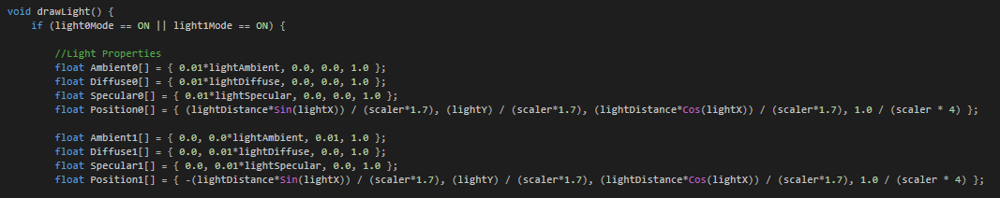 void drawLight() {
    if (light0Mode == ON || light1Mode == ON) {
        //Light Properties
        float Ambient0[] = { 0.01*lightAmbient, 0.0, 0.0, 1.0 };
        float Diffuse0[] = { 0.01*lightDiffuse, 0.0, 0.0, 1.0 };
        float Specular0[] = { 0.01*lightSpecular, 0.0, 0.0, 1.0 };
        float Position0[] = { (lightDistance*Sin(lightX)) / (scaler*1.7), (lightY) / (scaler*1.7), (lightDistance*Cos(lightX)) / (scaler*1.7), 1.0 / (scaler * 4) };
        float Ambient1[] = { 0.0, 0.0*lightAmbient, 0.01, 1.0 };
        float Diffuse1[] = { 0.0, 0.01*lightDiffuse, 0.0, 1.0 };
        float Specular1[] = { 0.0, 0.01*lightSpecular, 0.0, 1.0 };
        float Position1[] = { -(lightDistance*Sin(lightX)) / (scaler*1.7), (lightY) / (scaler*1.7), (lightDistance*Cos(lightX)) / (scaler*1.7), 1.0 / (scaler * 4) };